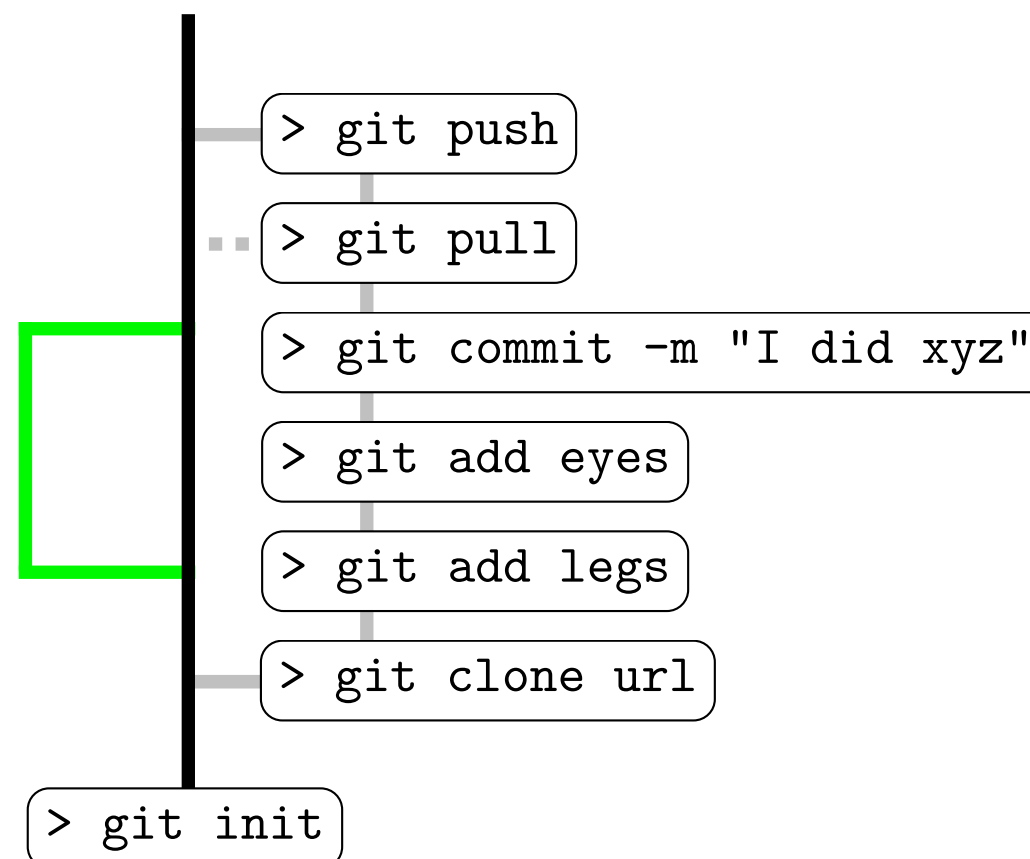 > git push
> git pull
> git commit -m "I did xyz"
> git add eyes
> git add legs
> git clone url
> git init